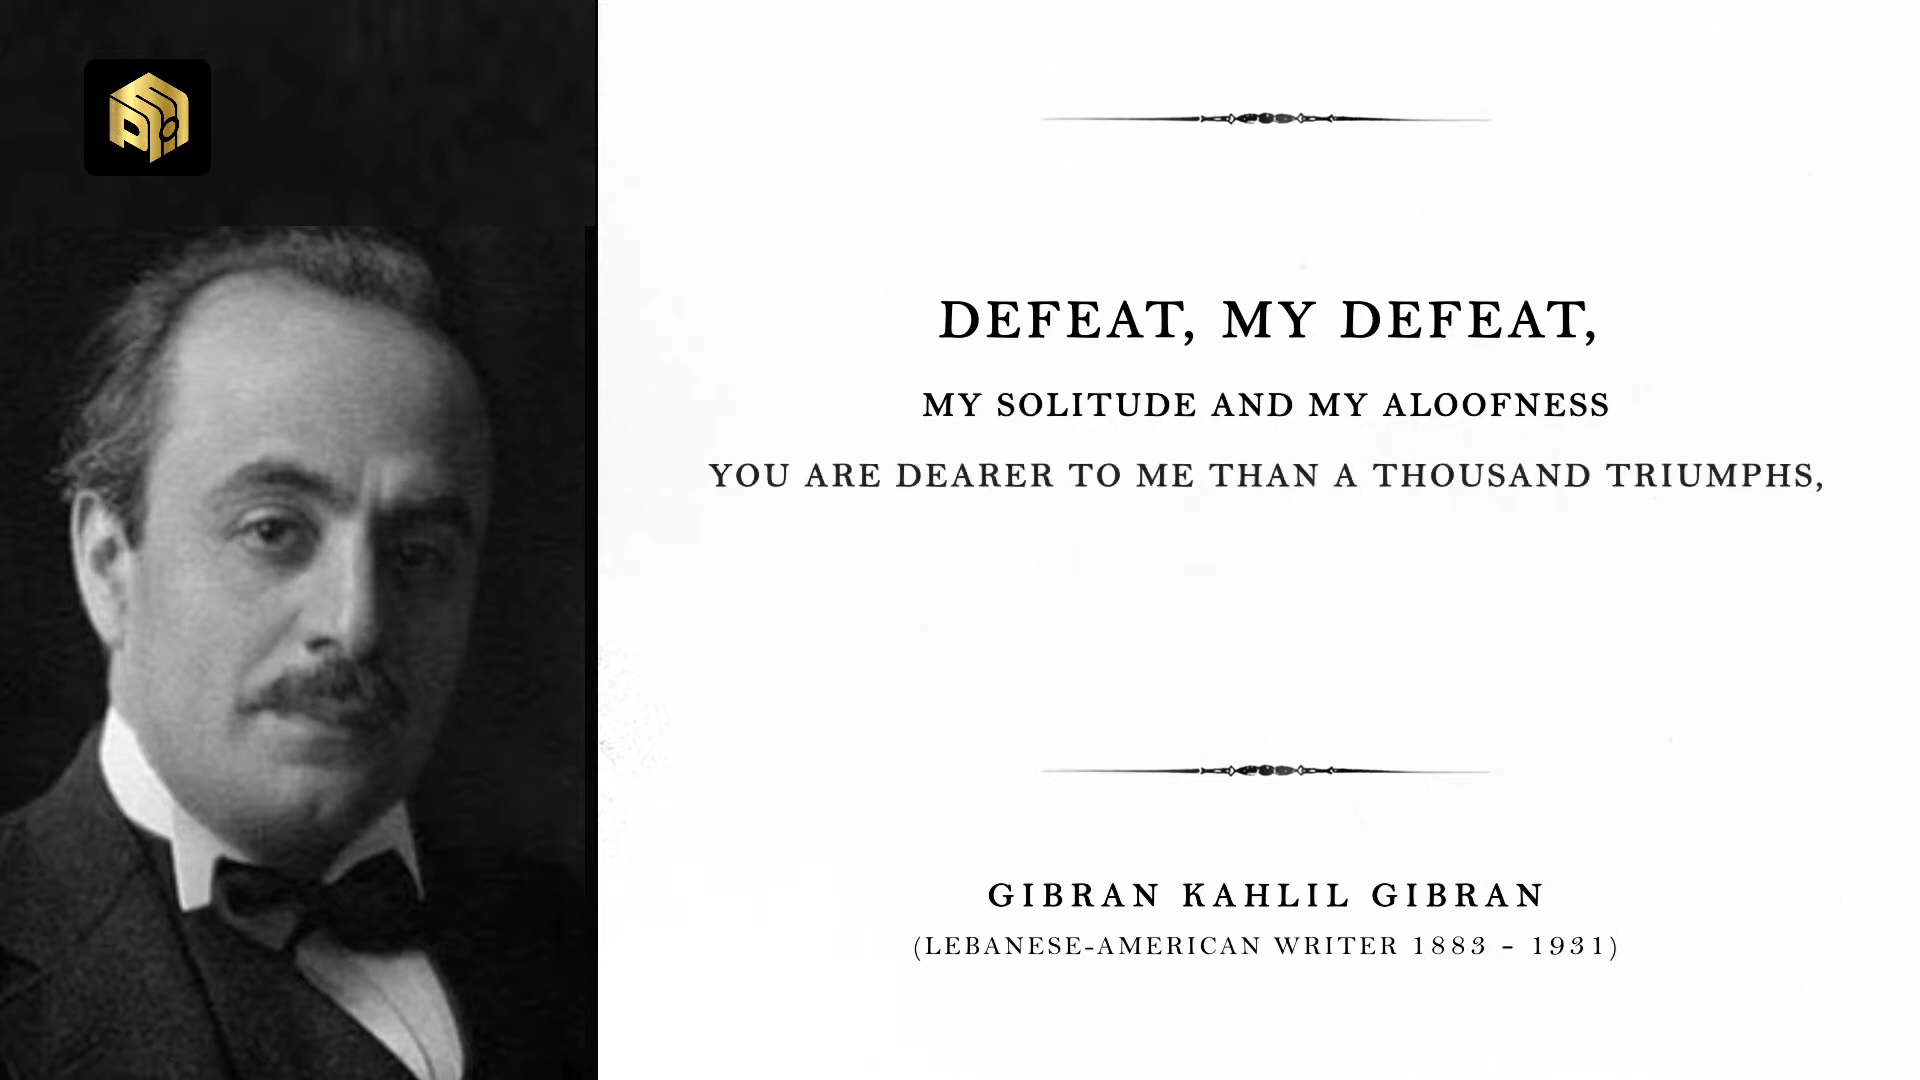 DEFEAT, MY DEFEAT,
MY SOLITUDE AND MY ALOOFNESS
YOU ARE DEARER TO ME THAN A THOUSAND TRIUMPHS,
GIBRAN KAHLIL GIBRAN
(LEBANESE-AMERICAN WRITER 1883 - 1931)